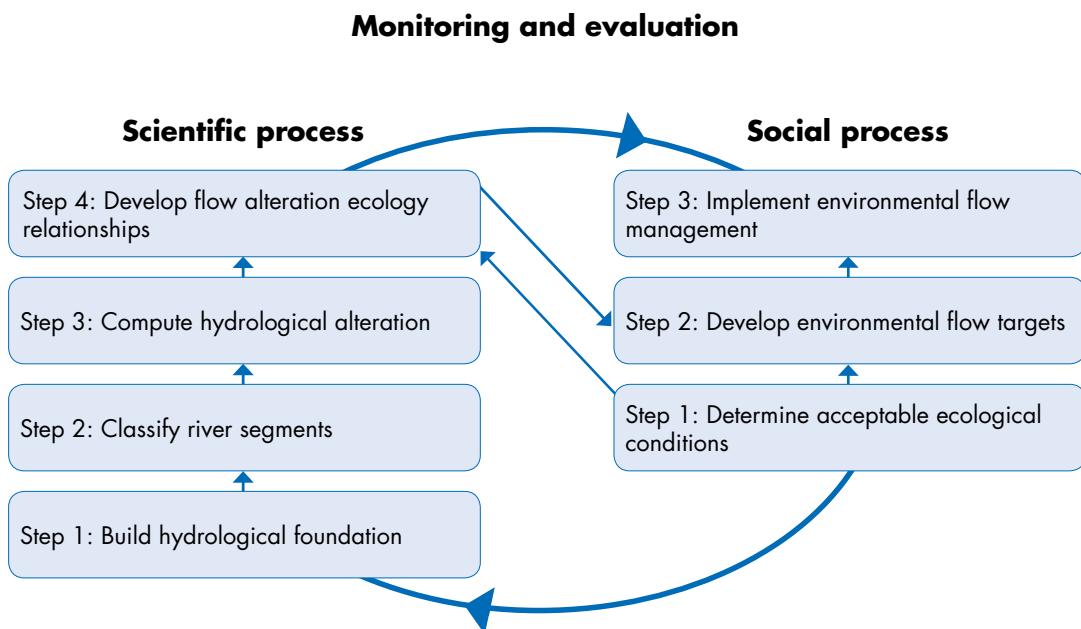 Monitoring and evaluation
Scientific process
Step 4: Develop flow alteration ecology
relationships
Step 3: Compute hydrological alteration
Step 2: Classify river segments
Step 1: Build hydrological foundation
Social process
Step 3: Implement environmental flow
management
Step 2: Develop environmental flow targets
Step 1: Determine acceptable ecological
conditions